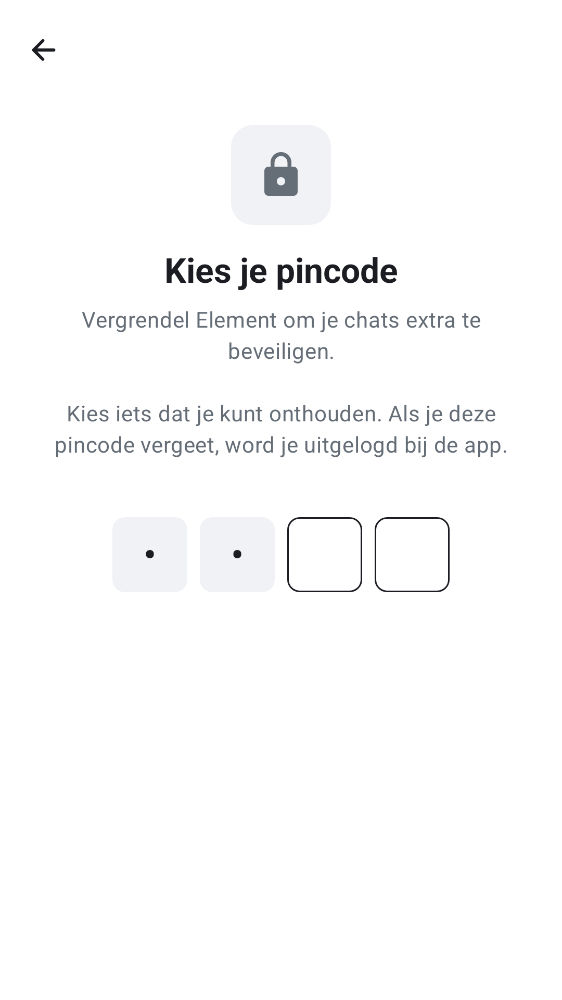 Kies je pincode
Vergrendel Element om je chats extra te
beveiligen.
Kies iets dat je kunt onthouden. Als je deze
pincode vergeet, word je uitgelogd bij de app.